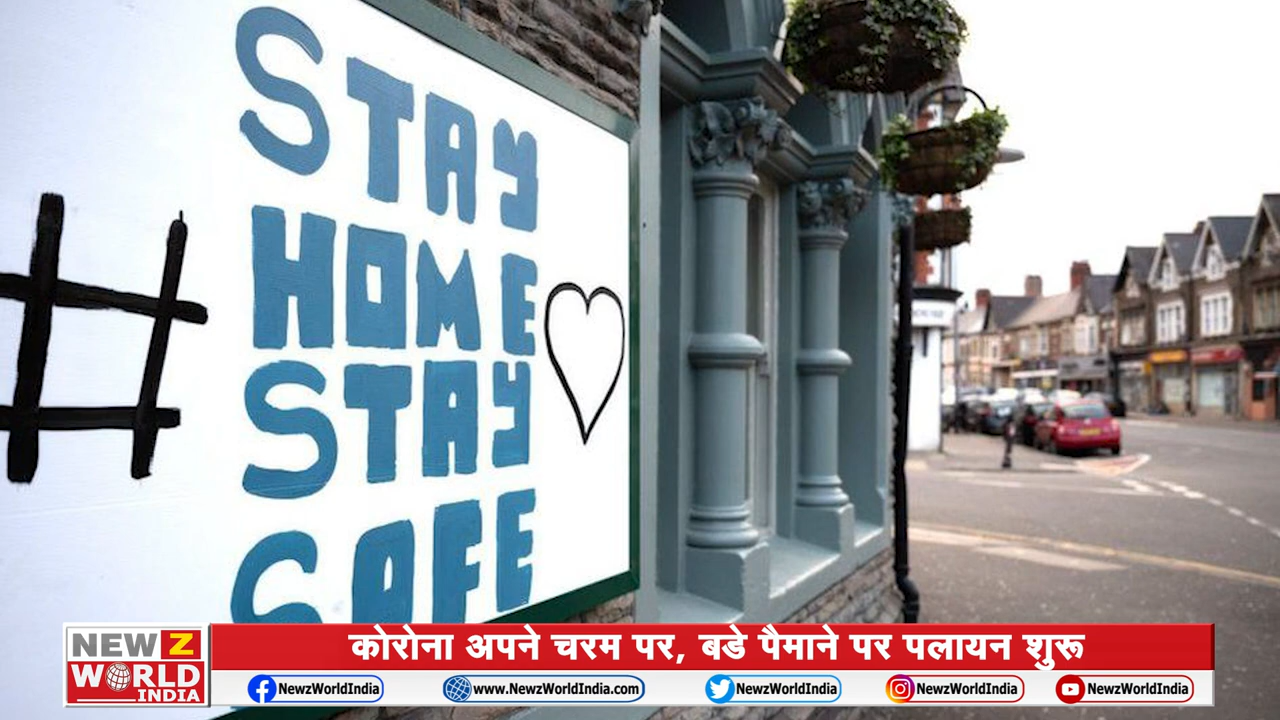 #
STAY
HOME
STAY
SAFE
NEWZ
WORLD
INDIA
कोरोना अपने चरम पर, बडे पैमाने पर पलायन शुरू
NewzWorldIndia
www.NewzWorldIndia.com
NewzWorldIndia
NewzWorldIndia
NewzWorldIndia